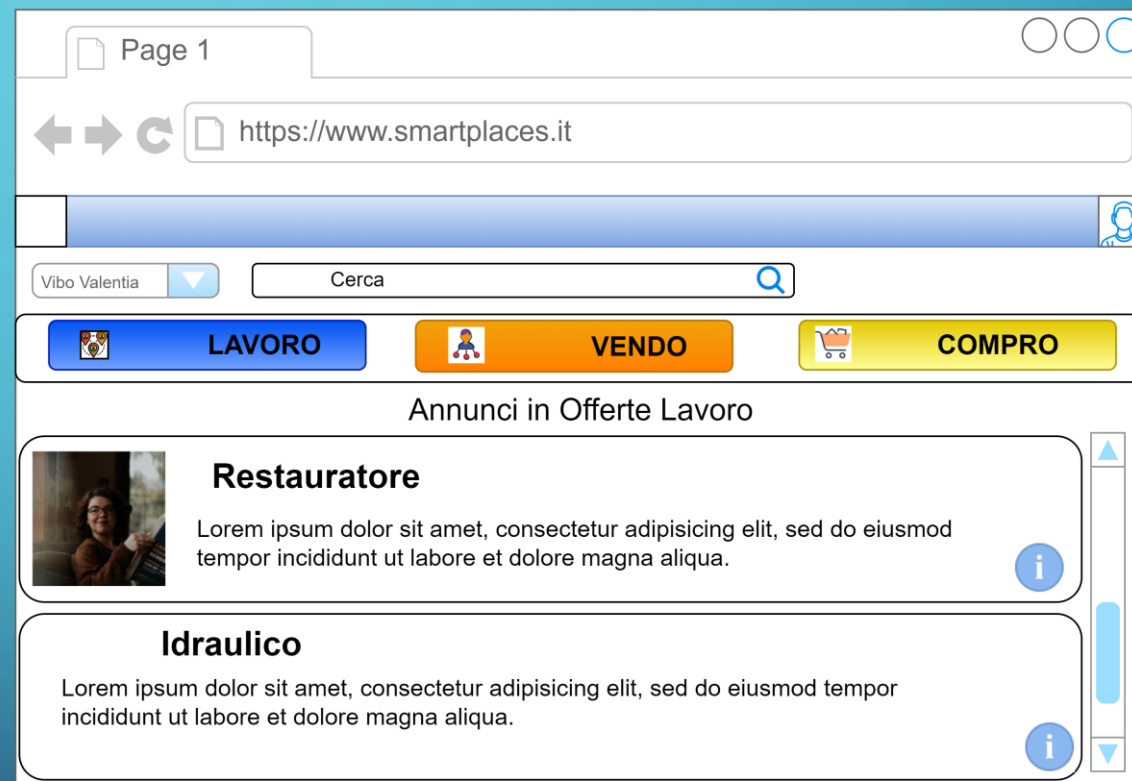 Page 1
https://www.smartplaces.it
Vibo Valentia
Cerca
LAVORO
VENDO
COMPRO
Annunci in Offerte Lavoro
Restauratore
Lorem ipsum dolor sit amet, consectetur adipisicing elit, sed do eiusmod
tempor incididunt ut labore et dolore magna aliqua.
i
Idraulico
Lorem ipsum dolor sit amet, consectetur adipisicing elit, sed do eiusmod tempor
incididunt ut labore et dolore magna aliqua.
i